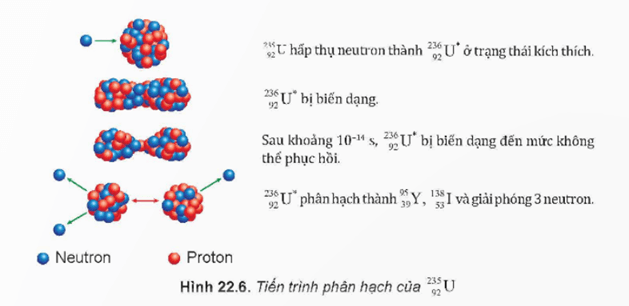 ²³⁵₉₂U hấp thụ neutron thành ²³⁶₉₂U* ở trạng thái kích thích.
²³⁶₉₂U* bị biến dạng.
Sau khoảng 10⁻¹⁴ s, ²³⁶₉₂U* bị biến dạng đến mức không
thể phục hồi.
²³⁶₉₂U* phân hạch thành ⁹⁵₃₉Y, ¹³⁸₅₃I và giải phóng 3 neutron.
Neutron Proton
Hình 22.6. Tiến trình phân hạch của ²³⁵₉₂U